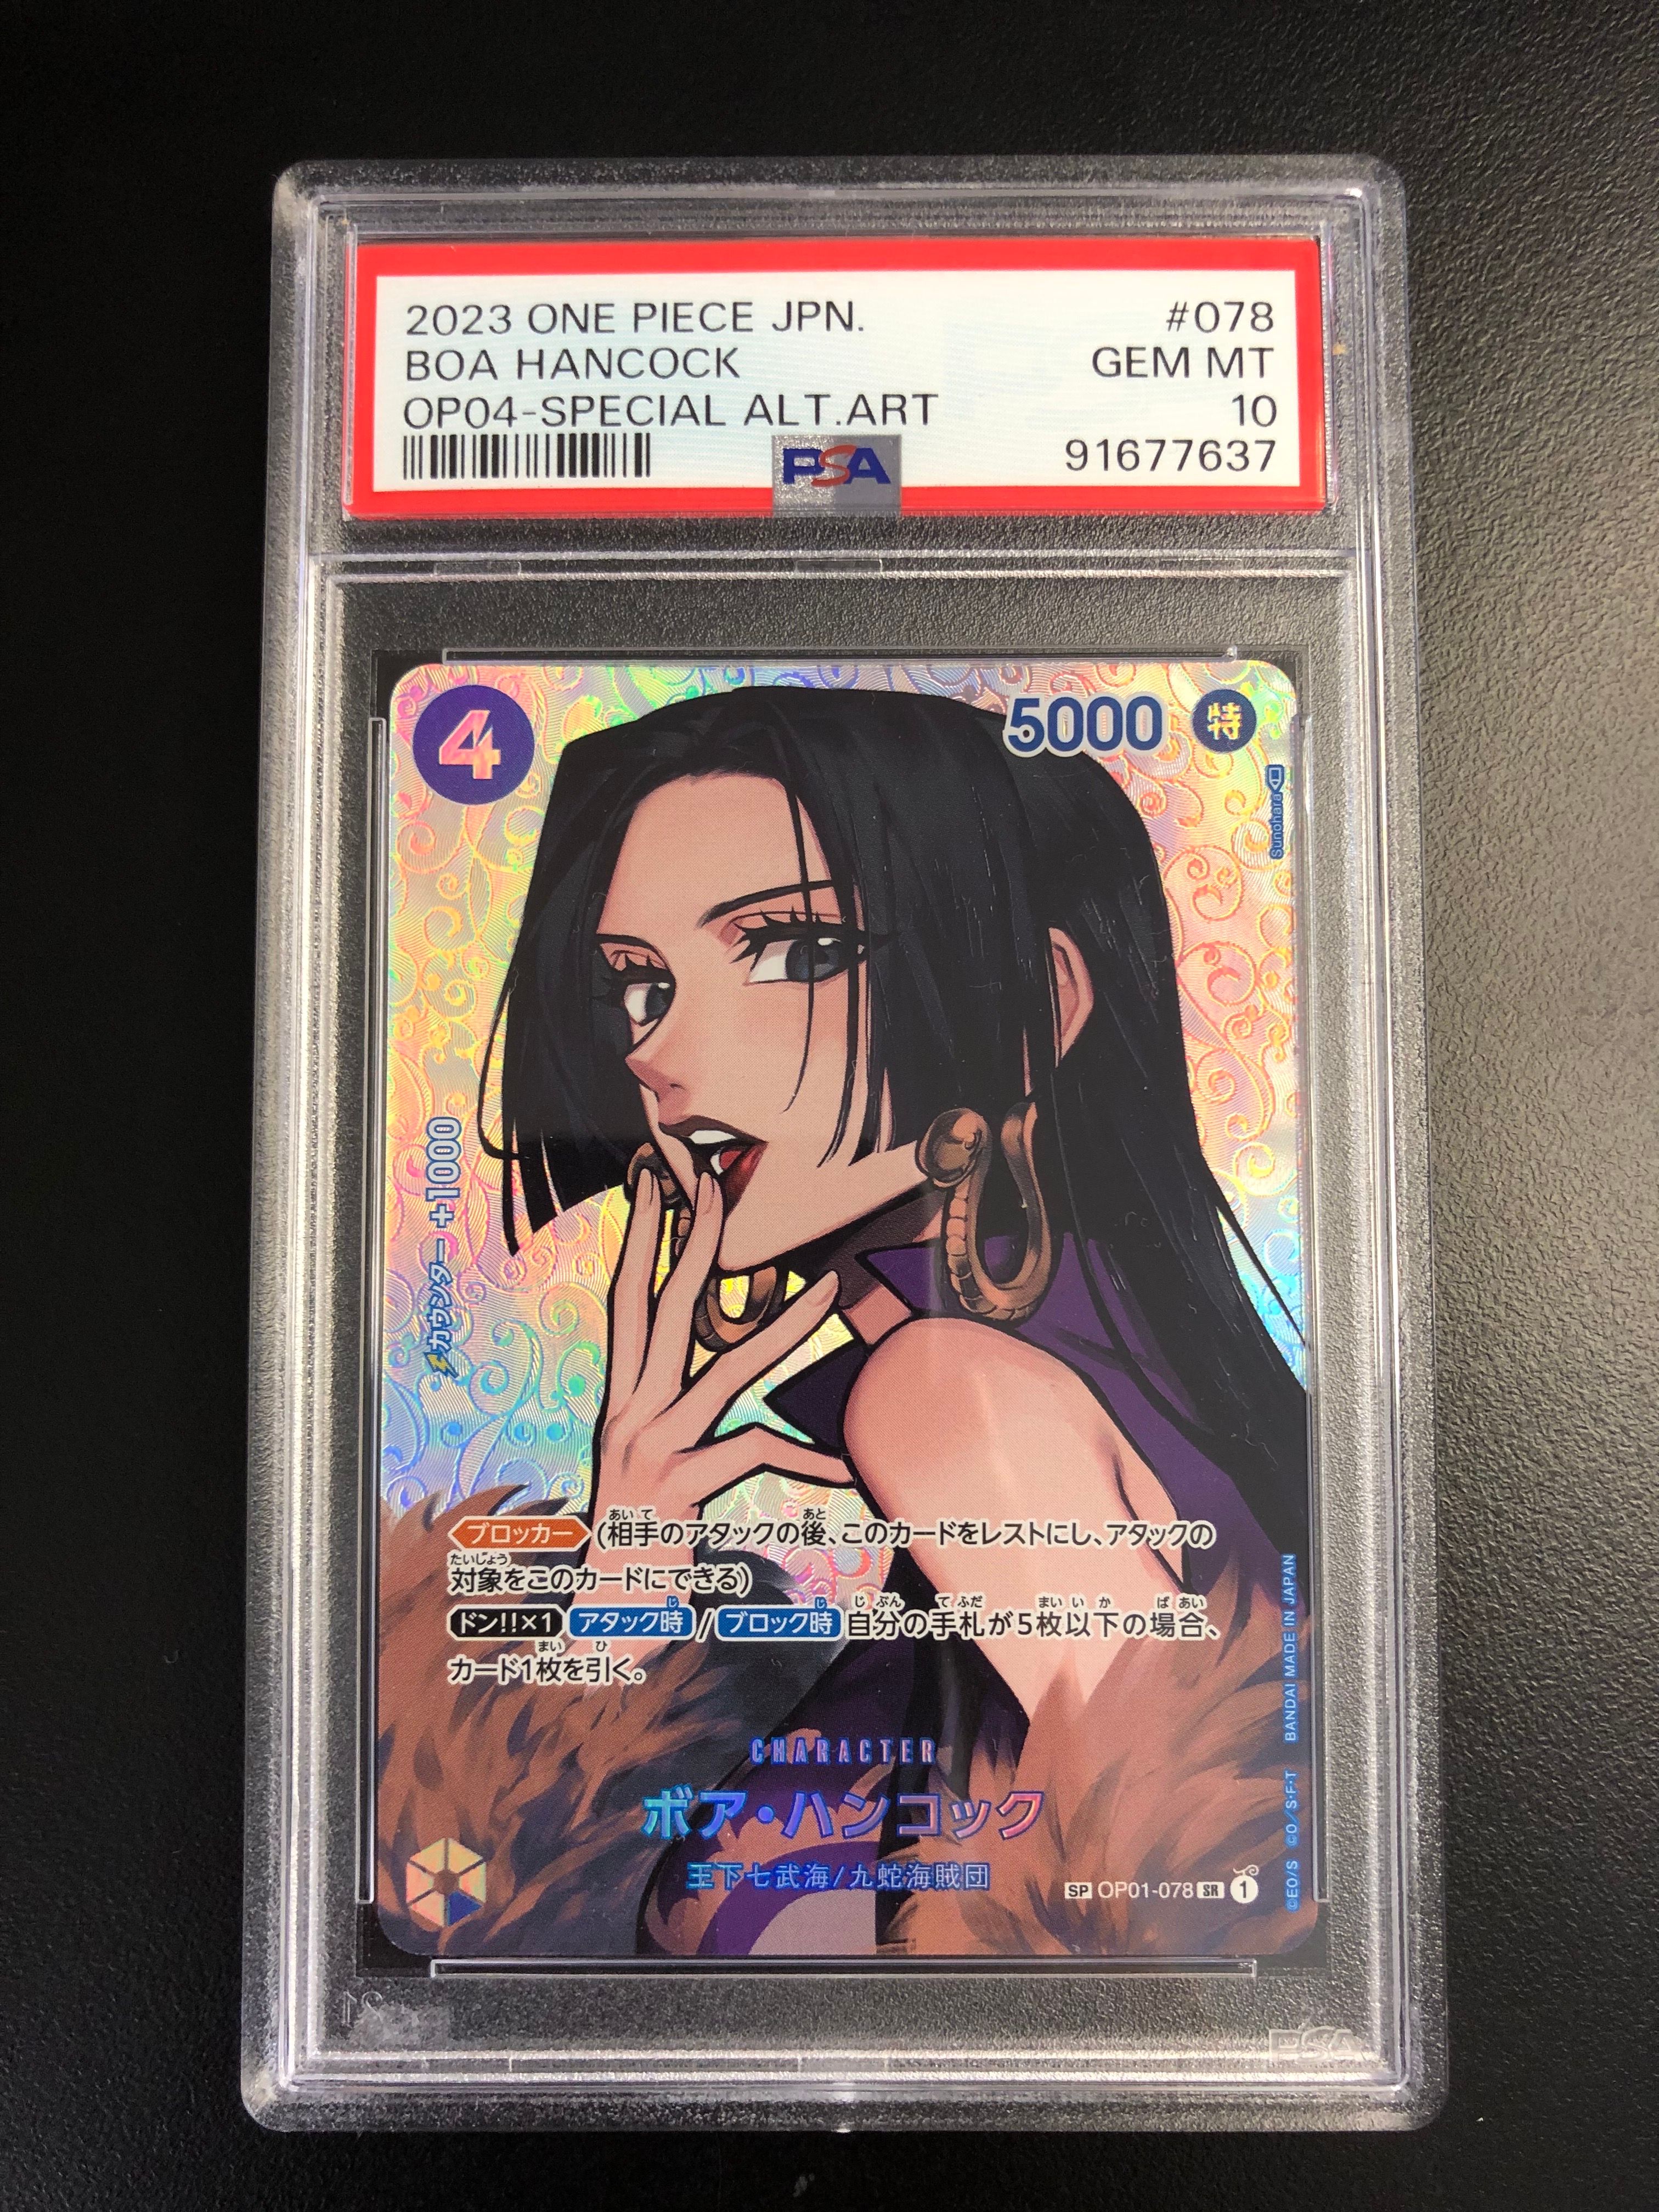 2023 ONE PIECE JPN. #078
BOA HANCOCK GEM MT
OP04-SPECIAL ALT.ART 10
PSA 91677637
4 5000 特
Sunohara
カウンター +1000
ブロッカー (相手のアタックの後、このカードをレストにし、アタックの
対象をこのカードにできる)
ドン!!×1 アタック時 / ブロック時 自分の手札が5枚以下の場合、
カード1枚を引く。
CHARACTER
ボア・ハンコック
王下七武海/九蛇海賊団
SP OP01-078 SR 1
©EO/S ©O/S・F・T BANDAI MADE IN JAPAN
PSA